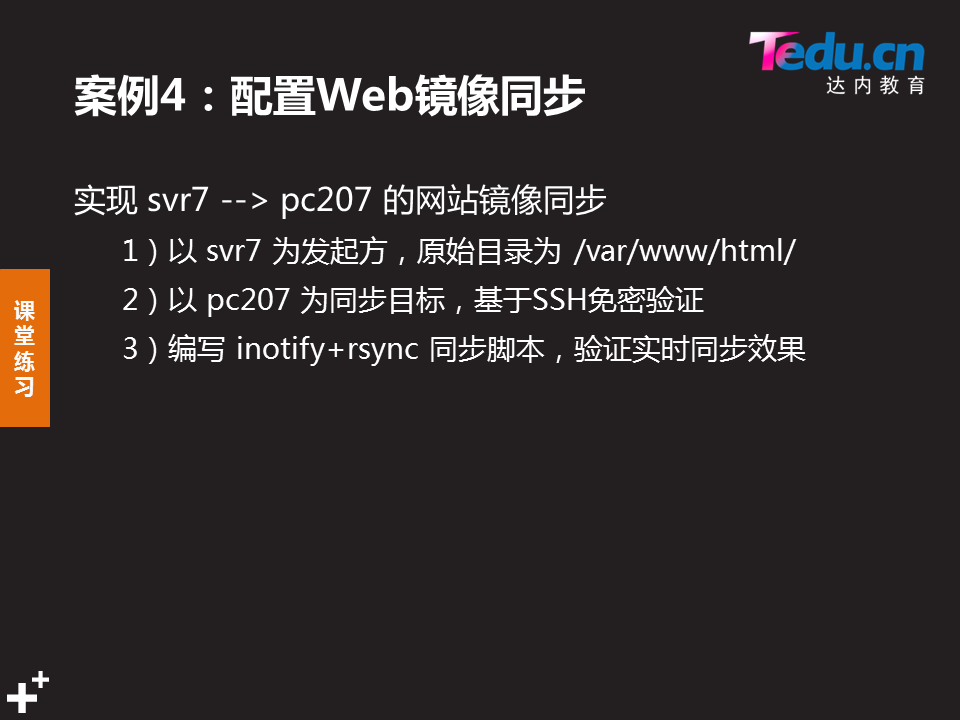 Tedu.cn
达内教育
案例4：配置Web镜像同步
实现 svr7 --> pc207 的网站镜像同步
1）以 svr7 为发起方，原始目录为 /var/www/html/
2）以 pc207 为同步目标，基于SSH免密验证
3）编写 inotify+rsync 同步脚本，验证实时同步效果
课
堂
练
习